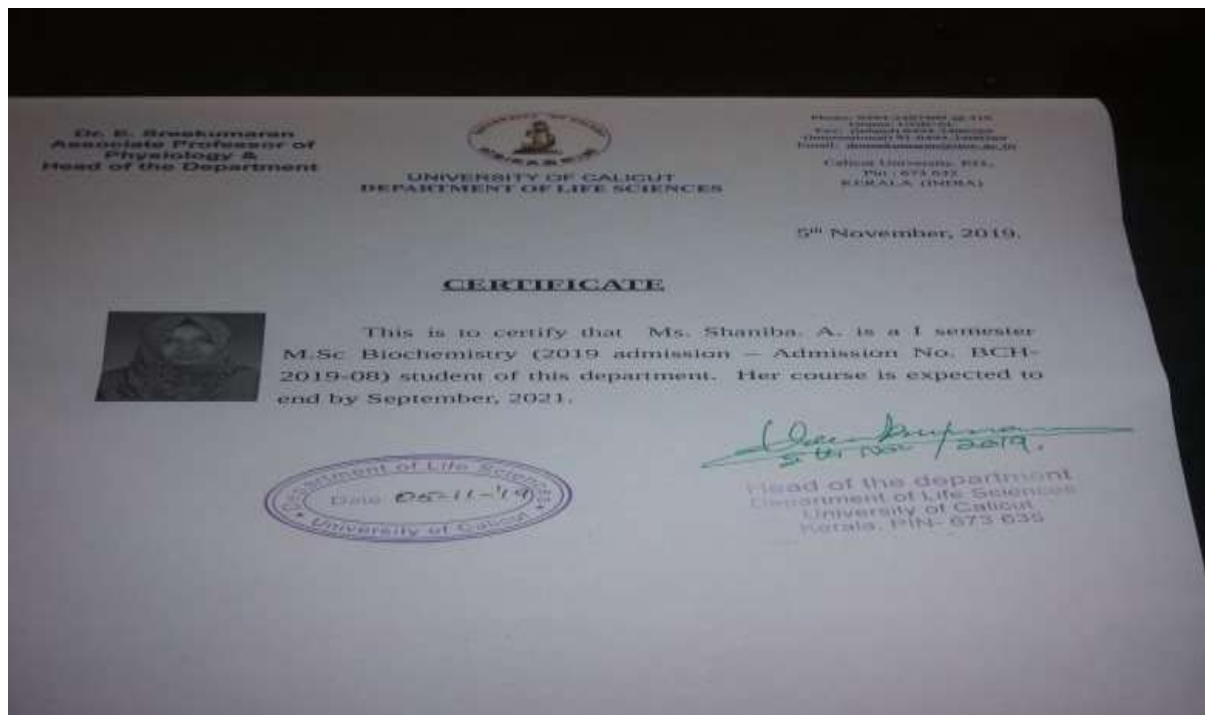 Dr. E. Sreekumaran
Associate Professor of
Physiology &
Head of the Department
UNIVERSITY OF CALICUT
DEPARTMENT OF LIFE SCIENCES
Calicut University. P.O.,
KERALA (INDIA)
5th November, 2019.
CERTIFICATE
This is to certify that Ms. Shaniba. A. is a I semester
M.Sc Biochemistry (2019 admission – Admission No. BCH-
2019-08) student of this department. Her course is expected to
end by September, 2021.
5th Nov / 2019.
Department of Life Sciences
Date 05-11-'19
University of Calicut
Head of the department
Department of Life Sciences
University of Calicut
Kerala, PIN- 673 635